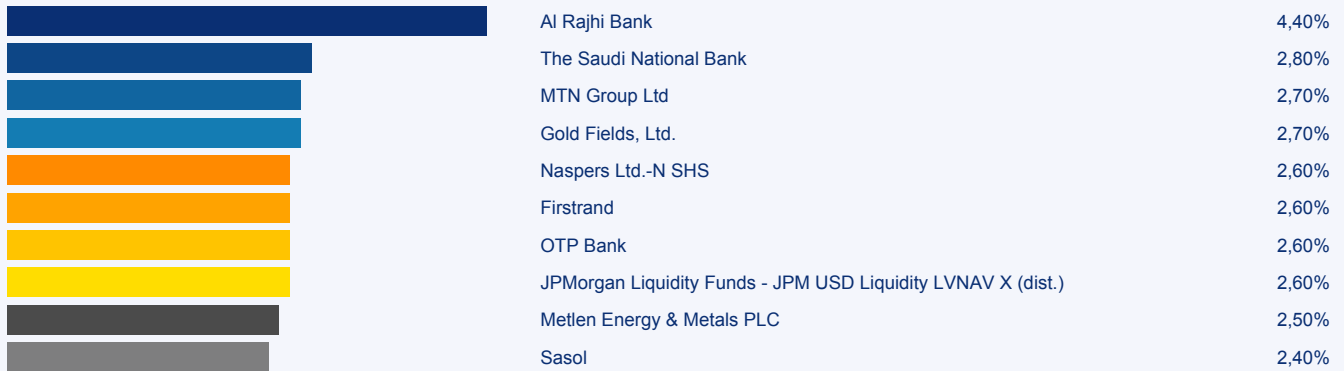 Al Rajhi Bank 4,40%
The Saudi National Bank 2,80%
MTN Group Ltd 2,70%
Gold Fields, Ltd. 2,70%
Naspers Ltd.-N SHS 2,60%
Firstrand 2,60%
OTP Bank 2,60%
JPMorgan Liquidity Funds - JPM USD Liquidity LVNAV X (dist.) 2,60%
Metlen Energy & Metals PLC 2,50%
Sasol 2,40%